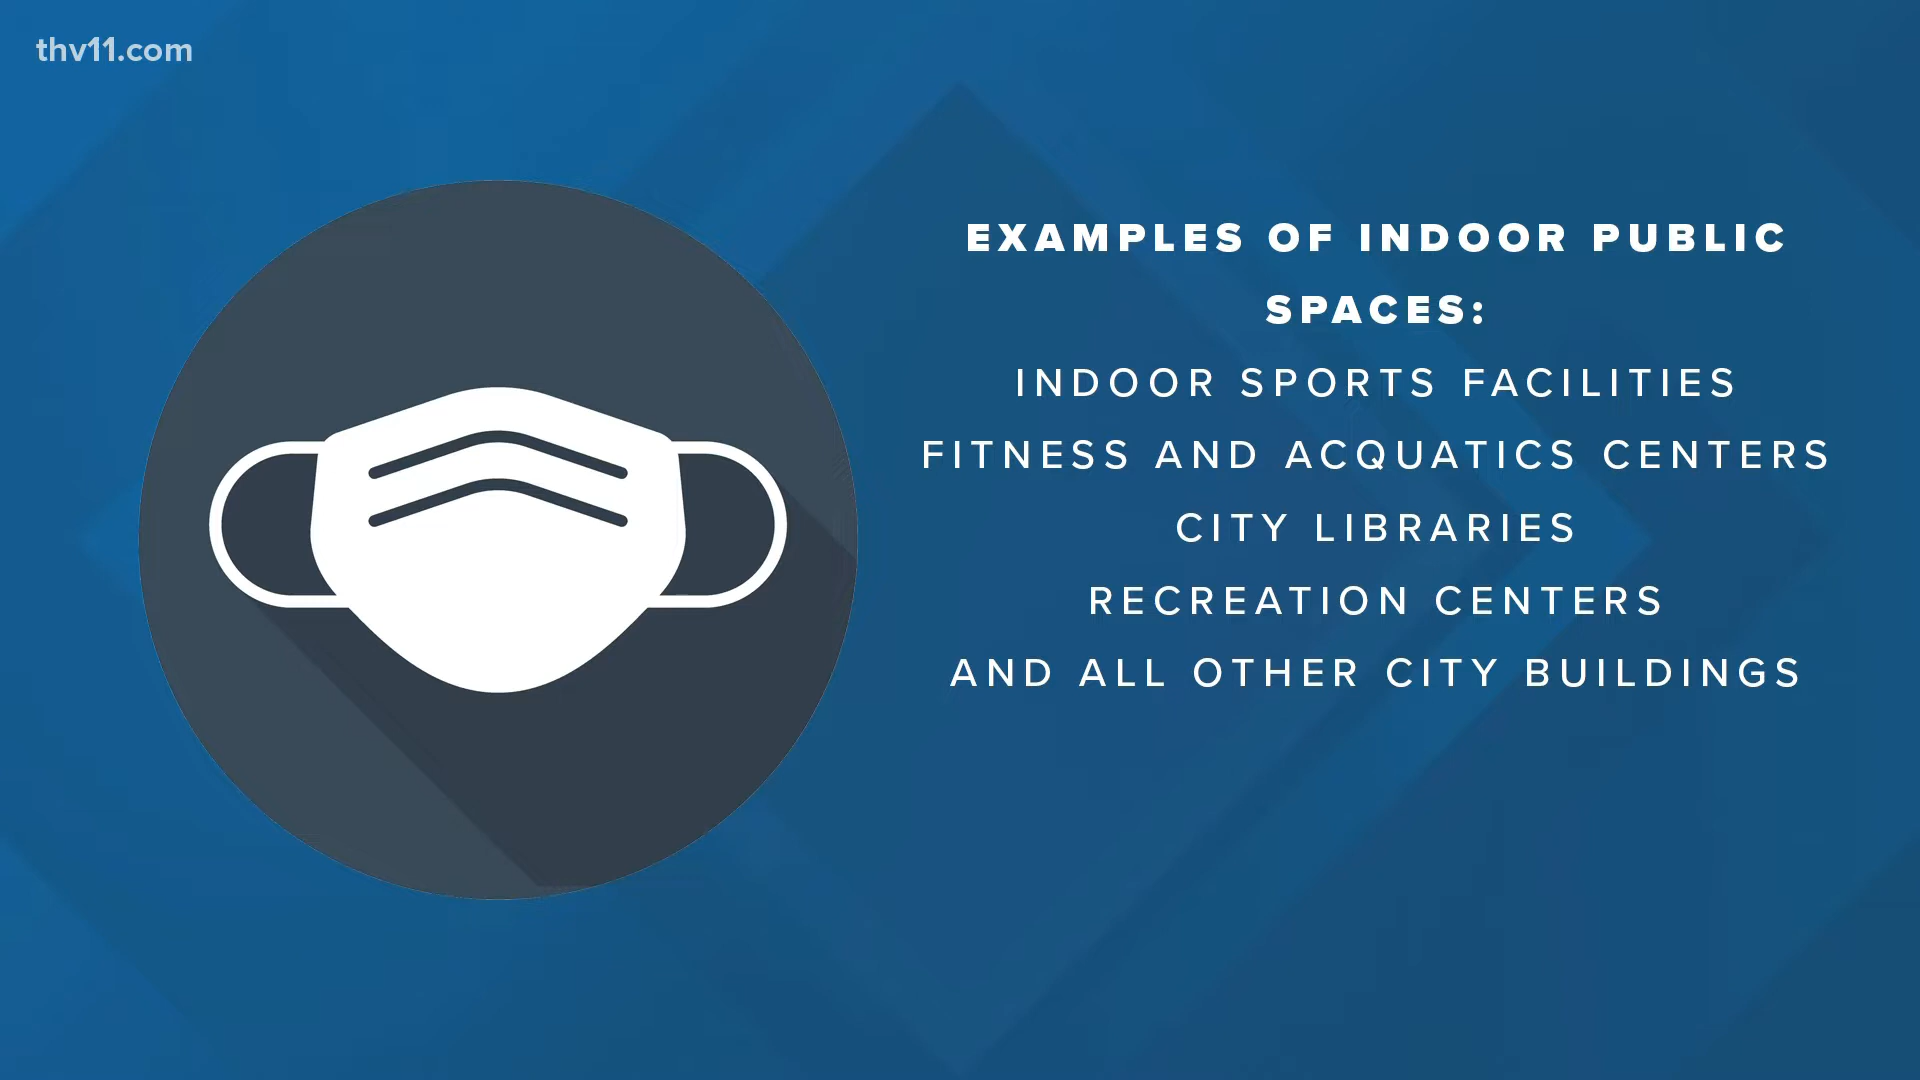 thv11.com
EXAMPLES OF INDOOR PUBLIC
SPACES:
INDOOR SPORTS FACILITIES
FITNESS AND ACQUATICS CENTERS
CITY LIBRARIES
RECREATION CENTERS
AND ALL OTHER CITY BUILDINGS